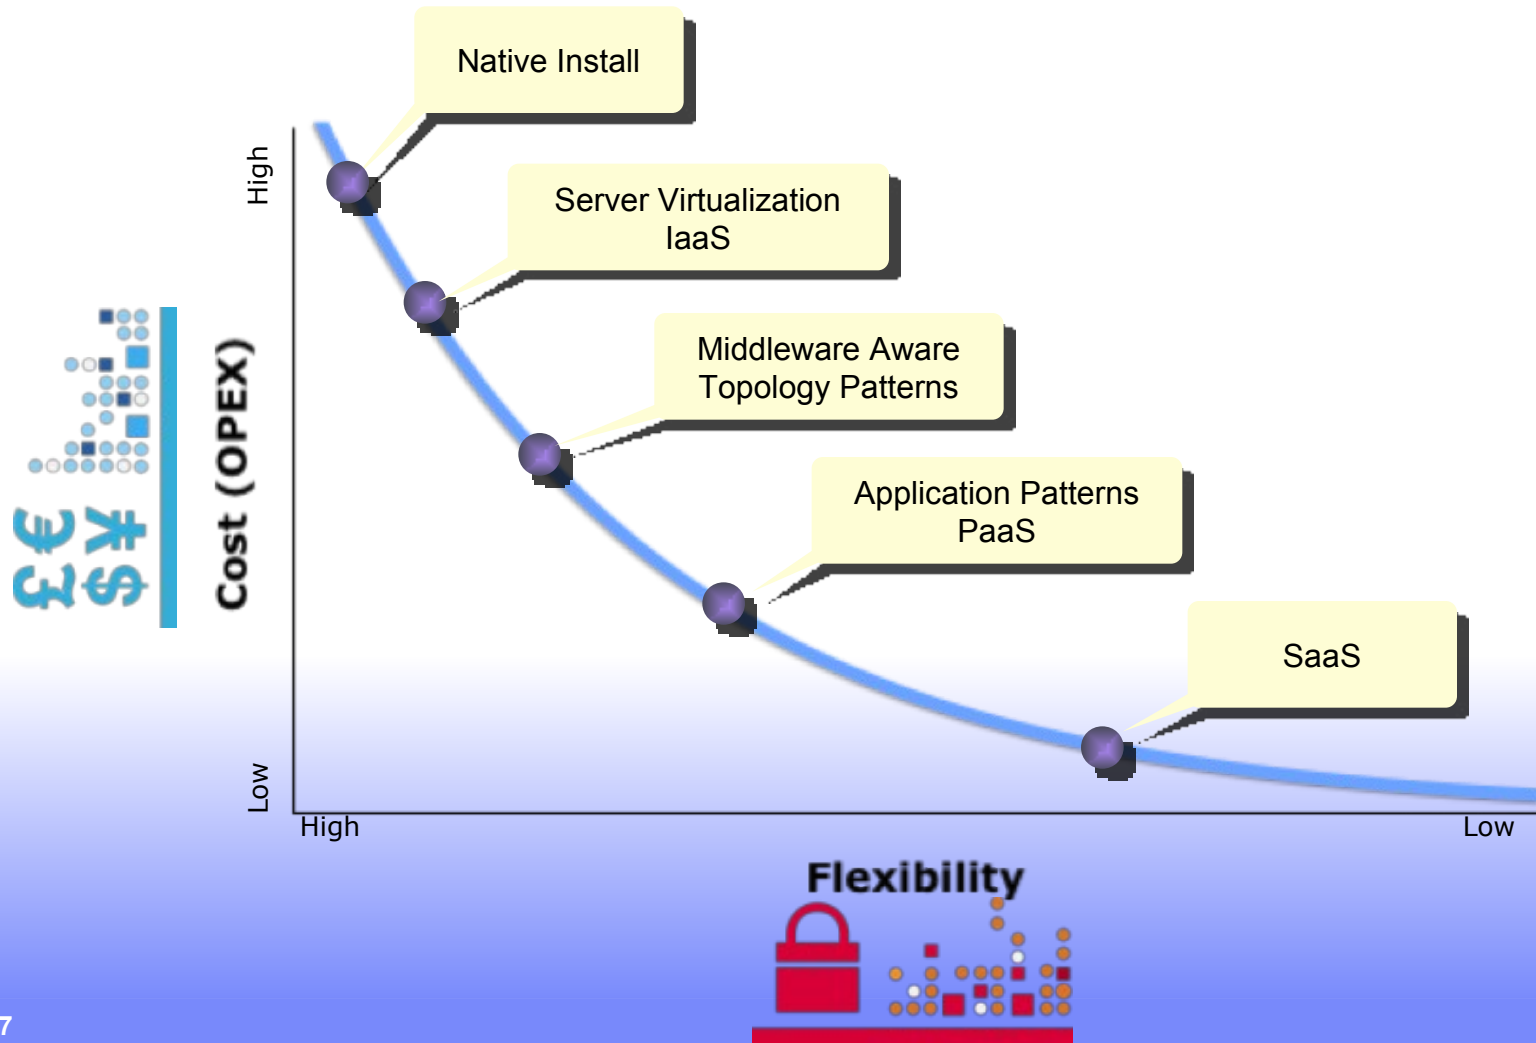 Native Install
High
Server Virtualization
IaaS
Middleware Aware
Topology Patterns
Cost (OPEX)
Application Patterns
PaaS
£ €
$ ¥
SaaS
Low
High
Low
Flexibility
7